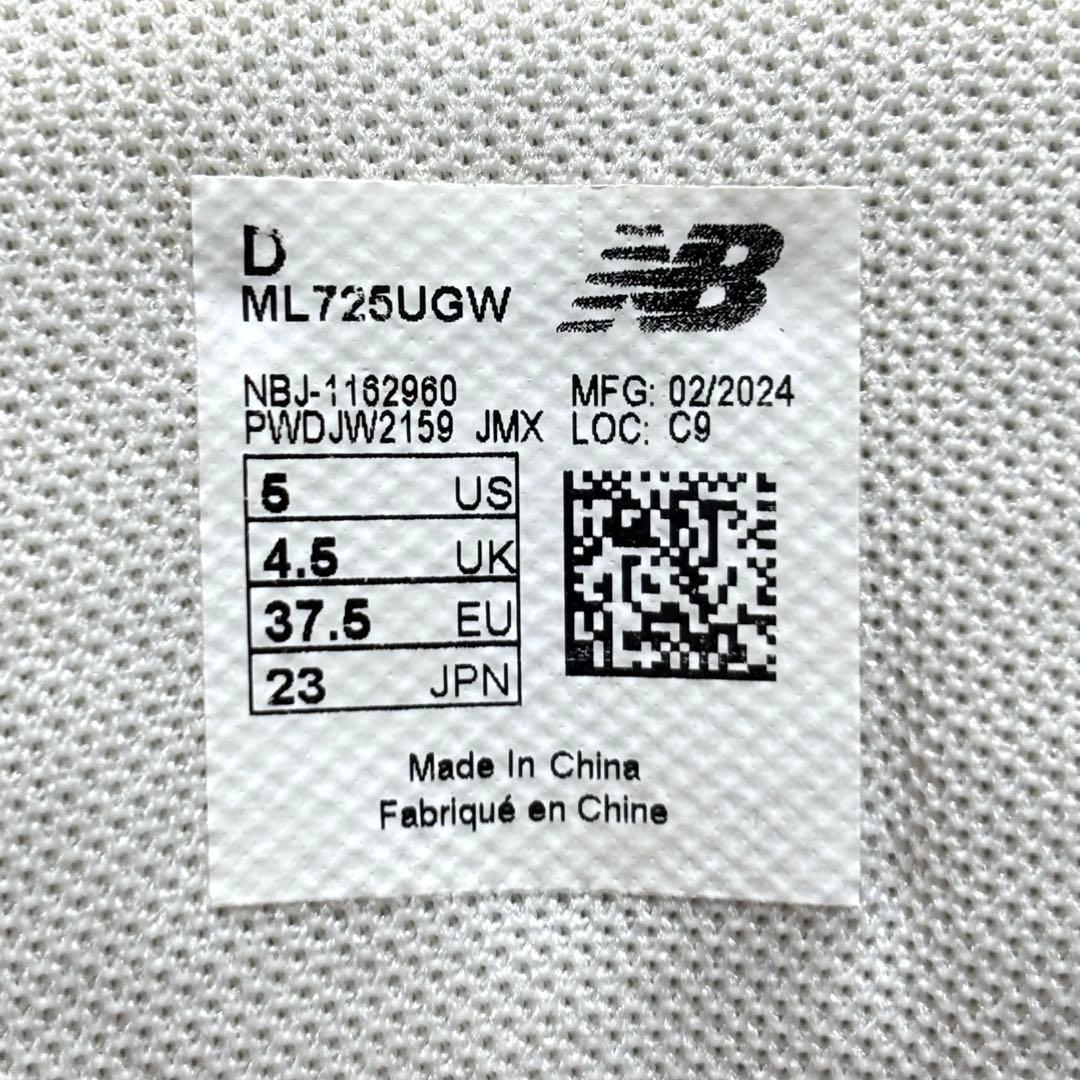 D
ML725UGW
NB
NBJ-1162960 MFG: 02/2024
PWDJW2159 JMX LOC: C9
5 US
4.5 UK
37.5 EU
23 JPN
Made In China
Fabriqué en Chine